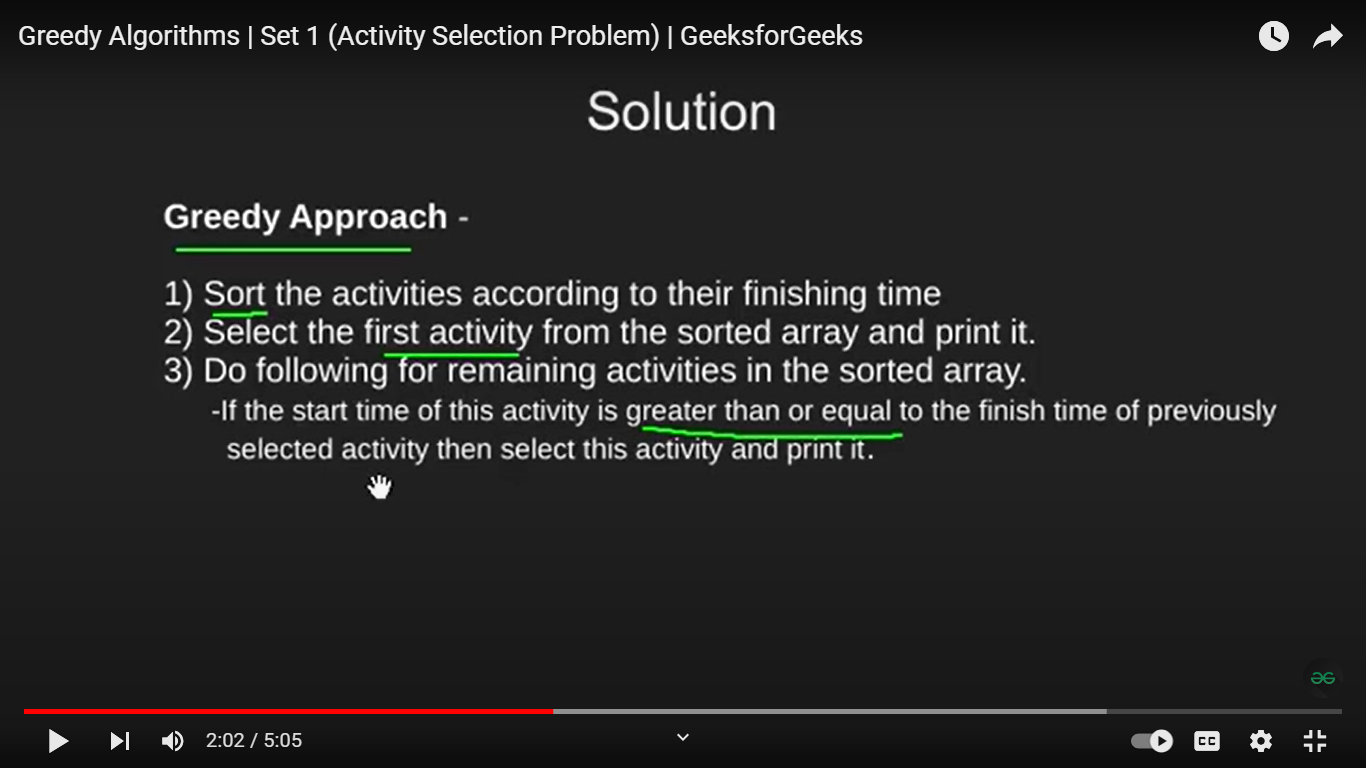 Greedy Algorithms | Set 1 (Activity Selection Problem) | GeeksforGeeks
Solution
Greedy Approach -
1) Sort the activities according to their finishing time
2) Select the first activity from the sorted array and print it.
3) Do following for remaining activities in the sorted array.
-If the start time of this activity is greater than or equal to the finish time of previously
selected activity then select this activity and print it.
2:02 / 5:05
CC